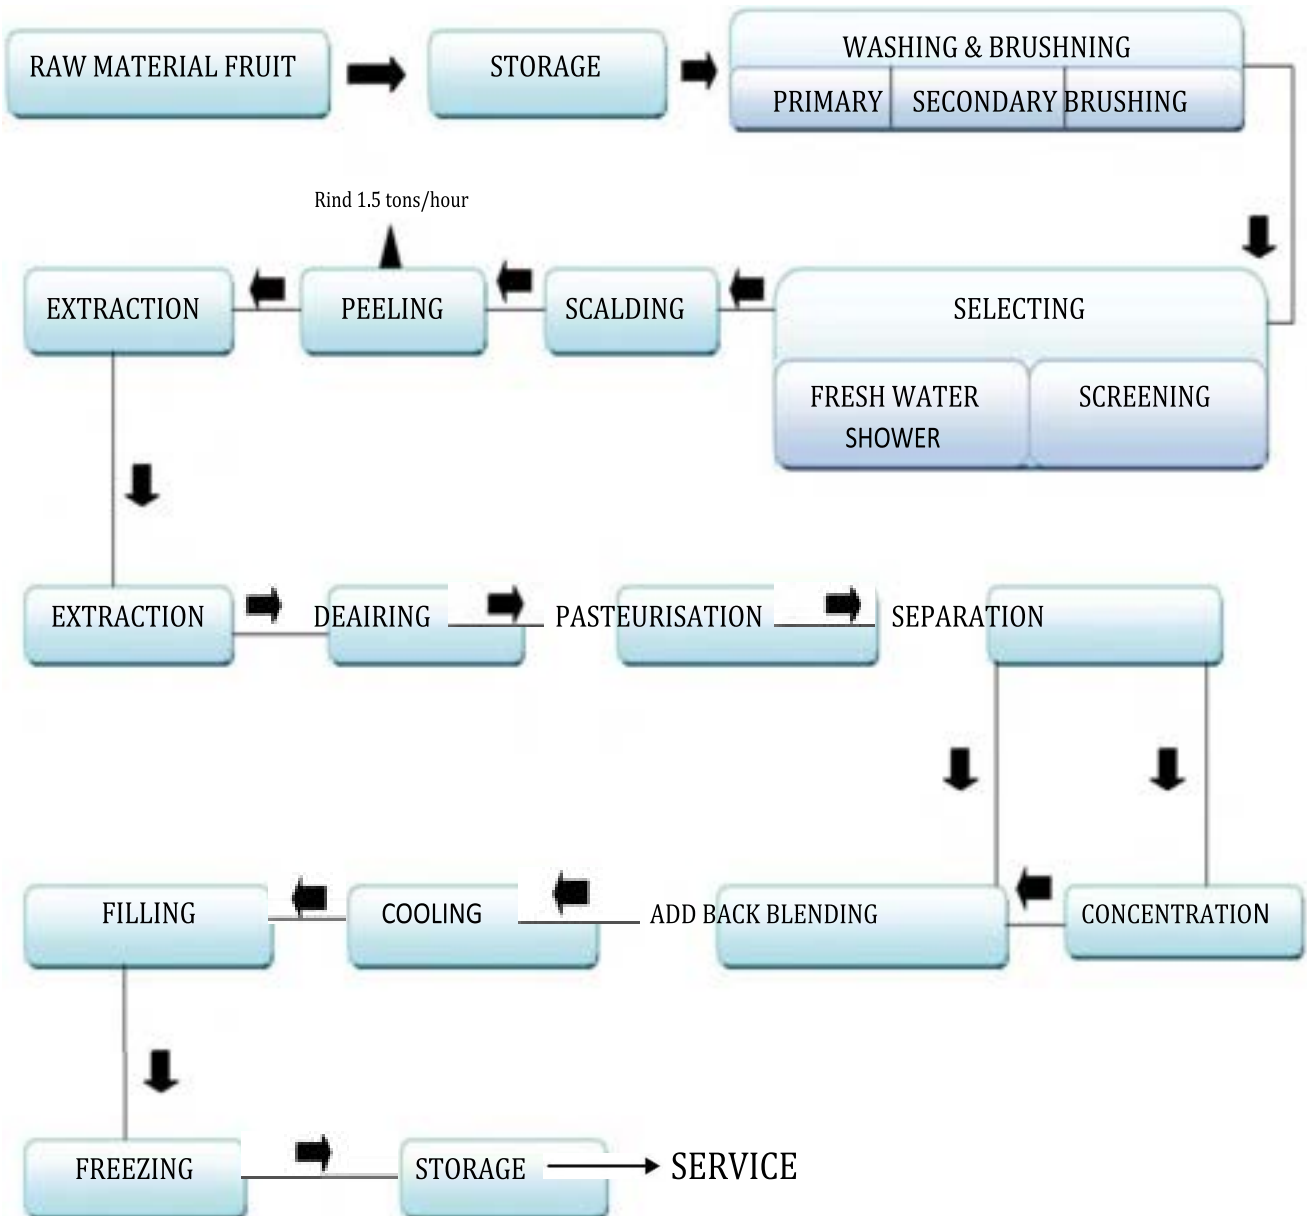 RAW MATERIAL FRUIT
STORAGE
WASHING & BRUSHNING
PRIMARY
SECONDARY
BRUSHING
Rind 1.5 tons/hour
EXTRACTION
PEELING
SCALDING
SELECTING
FRESH WATER
SHOWER
SCREENING
EXTRACTION
DEAIRING
PASTEURISATION
SEPARATION
FILLING
COOLING
ADD BACK BLENDING
CONCENTRATION
FREEZING
STORAGE
SERVICE